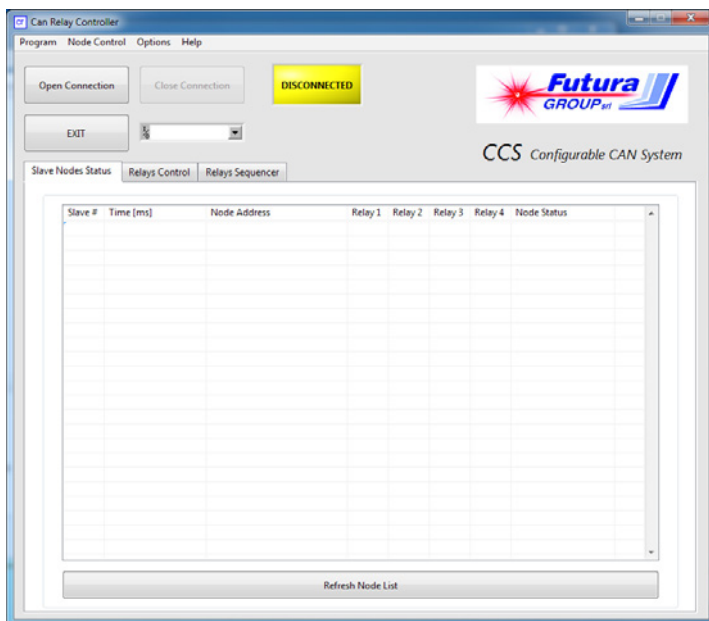 Can Relay Controller
Program Node Control Options Help
Open Connection
Close Connection
DISCONNECTED
Futura
GROUP srl
EXIT
CCS Configurable CAN System
Slave Nodes Status
Relays Control
Relays Sequencer
Slave # Time [ms] Node Address Relay 1 Relay 2 Relay 3 Relay 4 Node Status
Refresh Node List